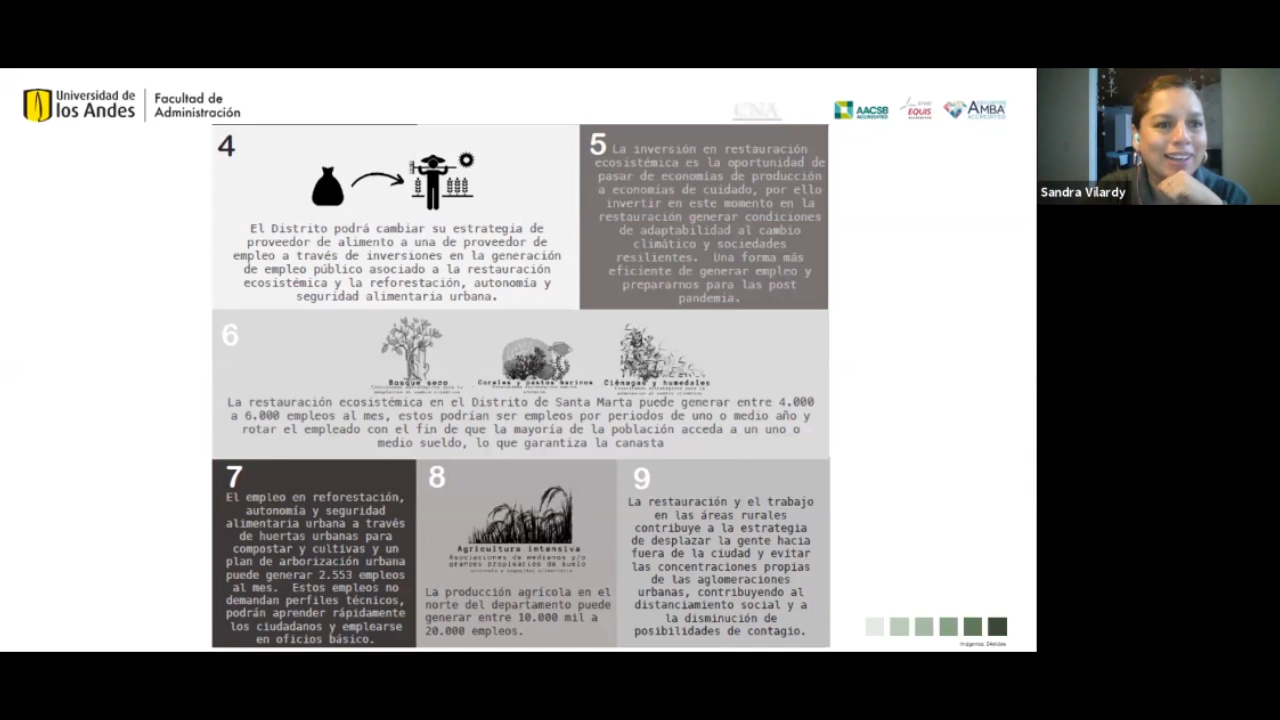 Universidad de
los Andes
Facultad de
Administración
CNA
AACSB
ACCREDITED
EQUIS
AMBA
ACCREDITED
Sandra Vilardy
4
El Distrito podrá cambiar su estrategia de
proveedor de alimento a una de proveedor de
empleo a través de inversiones en la generación
de empleo público asociado a la restauración
ecosistémica y la reforestación, autonomía y
seguridad alimentaria urbana.
5
La inversión en restauración
ecosistémica es la oportunidad de
pasar de economías de producción
a economías de cuidado, por ello
invertir en este momento en la
restauración generar condiciones
de adaptabilidad al cambio
climático y sociedades
resilientes. Una forma más
eficiente de generar empleo y
prepararnos para las post
pandemia.
6
Bosque seco
Corales y pastos marinos
Ciénagas y humedales
La restauración ecosistémica en el Distrito de Santa Marta puede generar entre 4.000
a 6.000 empleos al mes, estos podrían ser empleos por periodos de uno o medio año y
rotar el empleado con el fin de que la mayoría de la población acceda a un uno o
medio sueldo, lo que garantiza la canasta
7
El empleo en reforestación,
autonomía y seguridad
alimentaria urbana a través
de huertas urbanas para
compostar y cultivas y un
plan de arborización urbana
puede generar 2.553 empleos
al mes. Estos empleos no
demandan perfiles técnicos,
podrán aprender rápidamente
los ciudadanos y emplearse
en oficios básico.
8
Agricultura intensiva
Asociaciones de medianos y/o
grandes propiearios de suelo
La producción agrícola en el
norte del departamento puede
generar entre 10.000 mil a
20.000 empleos.
9
La restauración y el trabajo
en las áreas rurales
contribuye a la estrategia
de desplazar la gente hacia
fuera de la ciudad y evitar
las concentraciones propias
de las aglomeraciones
urbanas, contribuyendo al
distanciamiento social y a
la disminución de
posibilidades de contagio.